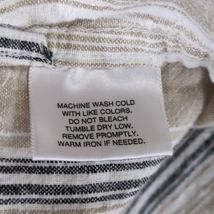 MACHINE WASH COLD
WITH LIKE COLORS.
DO NOT BLEACH
TUMBLE DRY LOW.
REMOVE PROMPTLY.
WARM IRON IF NEEDED.